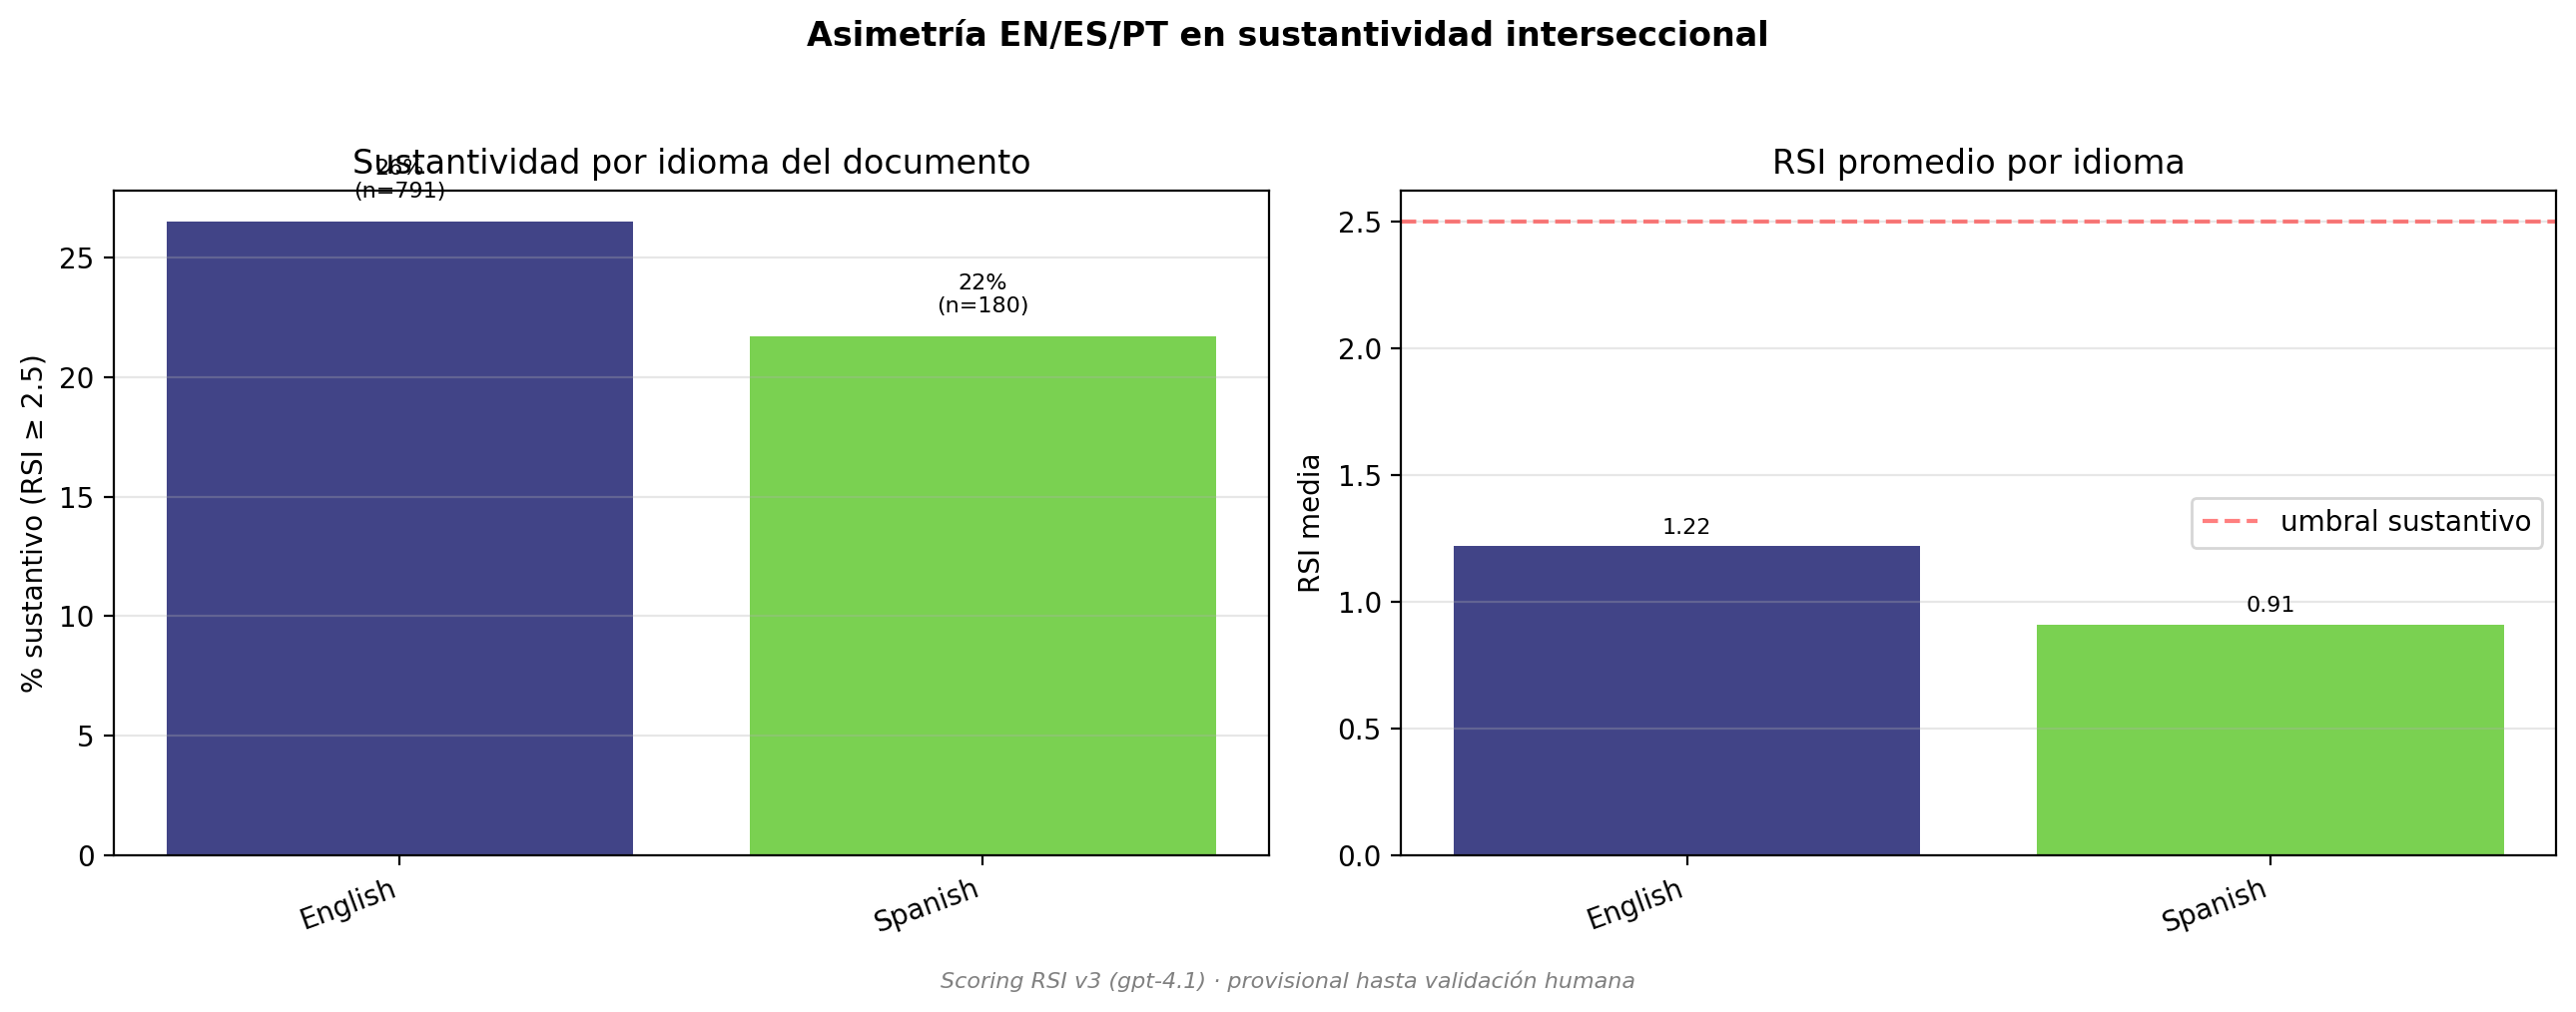 Asimetría EN/ES/PT en sustantividad interseccional
Sustantividad por idioma del documento
26%
(n=791)
22%
(n=180)
% sustantivo (RSI ≥ 2.5)
25
20
15
10
5
0
English
Spanish
RSI promedio por idioma
RSI media
2.5
2.0
1.5
1.0
0.5
0.0
umbral sustantivo
1.22
0.91
English
Spanish
Scoring RSI v3 (gpt-4.1) · provisional hasta validación humana